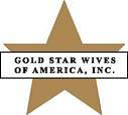 GOLD STAR WIVES
OF AMERICA, INC.